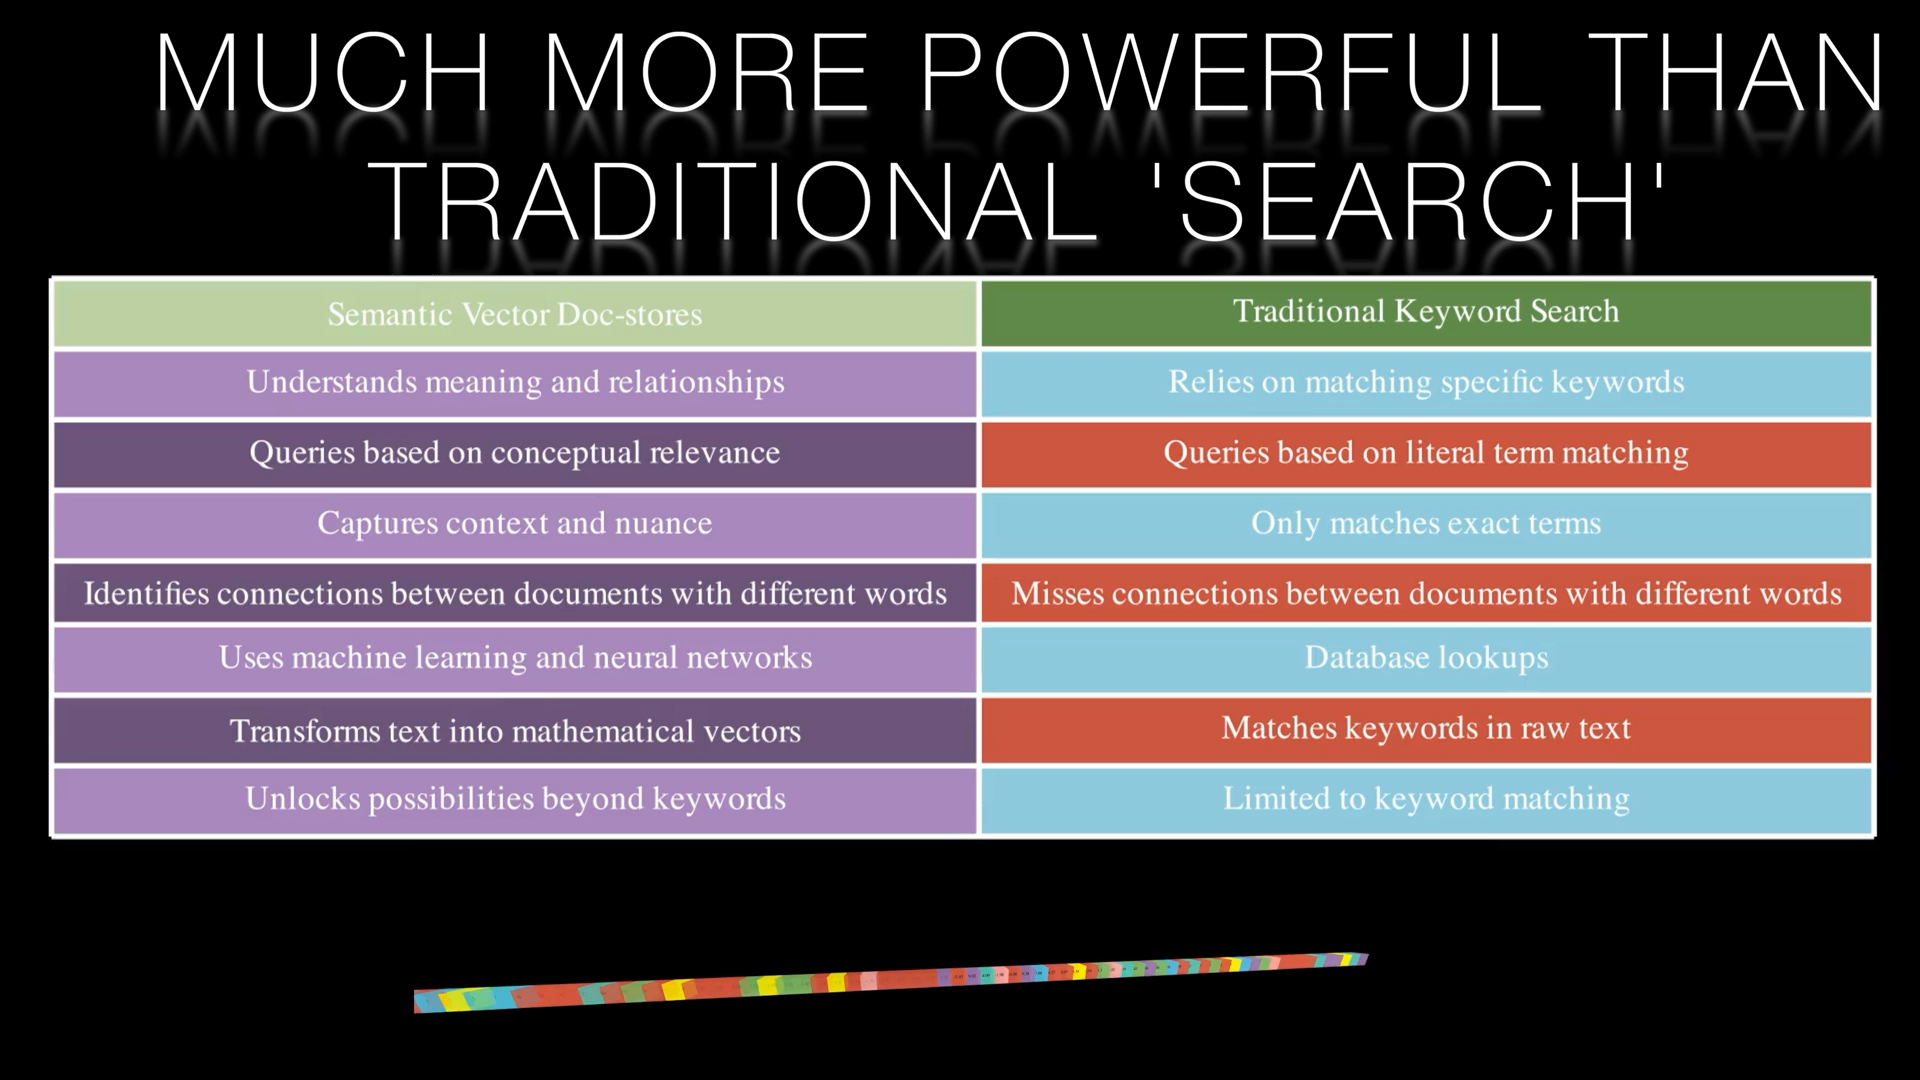 MUCH MORE POWERFUL THAN
TRADITIONAL 'SEARCH'
Semantic Vector Doc-stores
Traditional Keyword Search
Understands meaning and relationships
Relies on matching specific keywords
Queries based on conceptual relevance
Queries based on literal term matching
Captures context and nuance
Only matches exact terms
Identifies connections between documents with different words
Misses connections between documents with different words
Uses machine learning and neural networks
Database lookups
Transforms text into mathematical vectors
Matches keywords in raw text
Unlocks possibilities beyond keywords
Limited to keyword matching